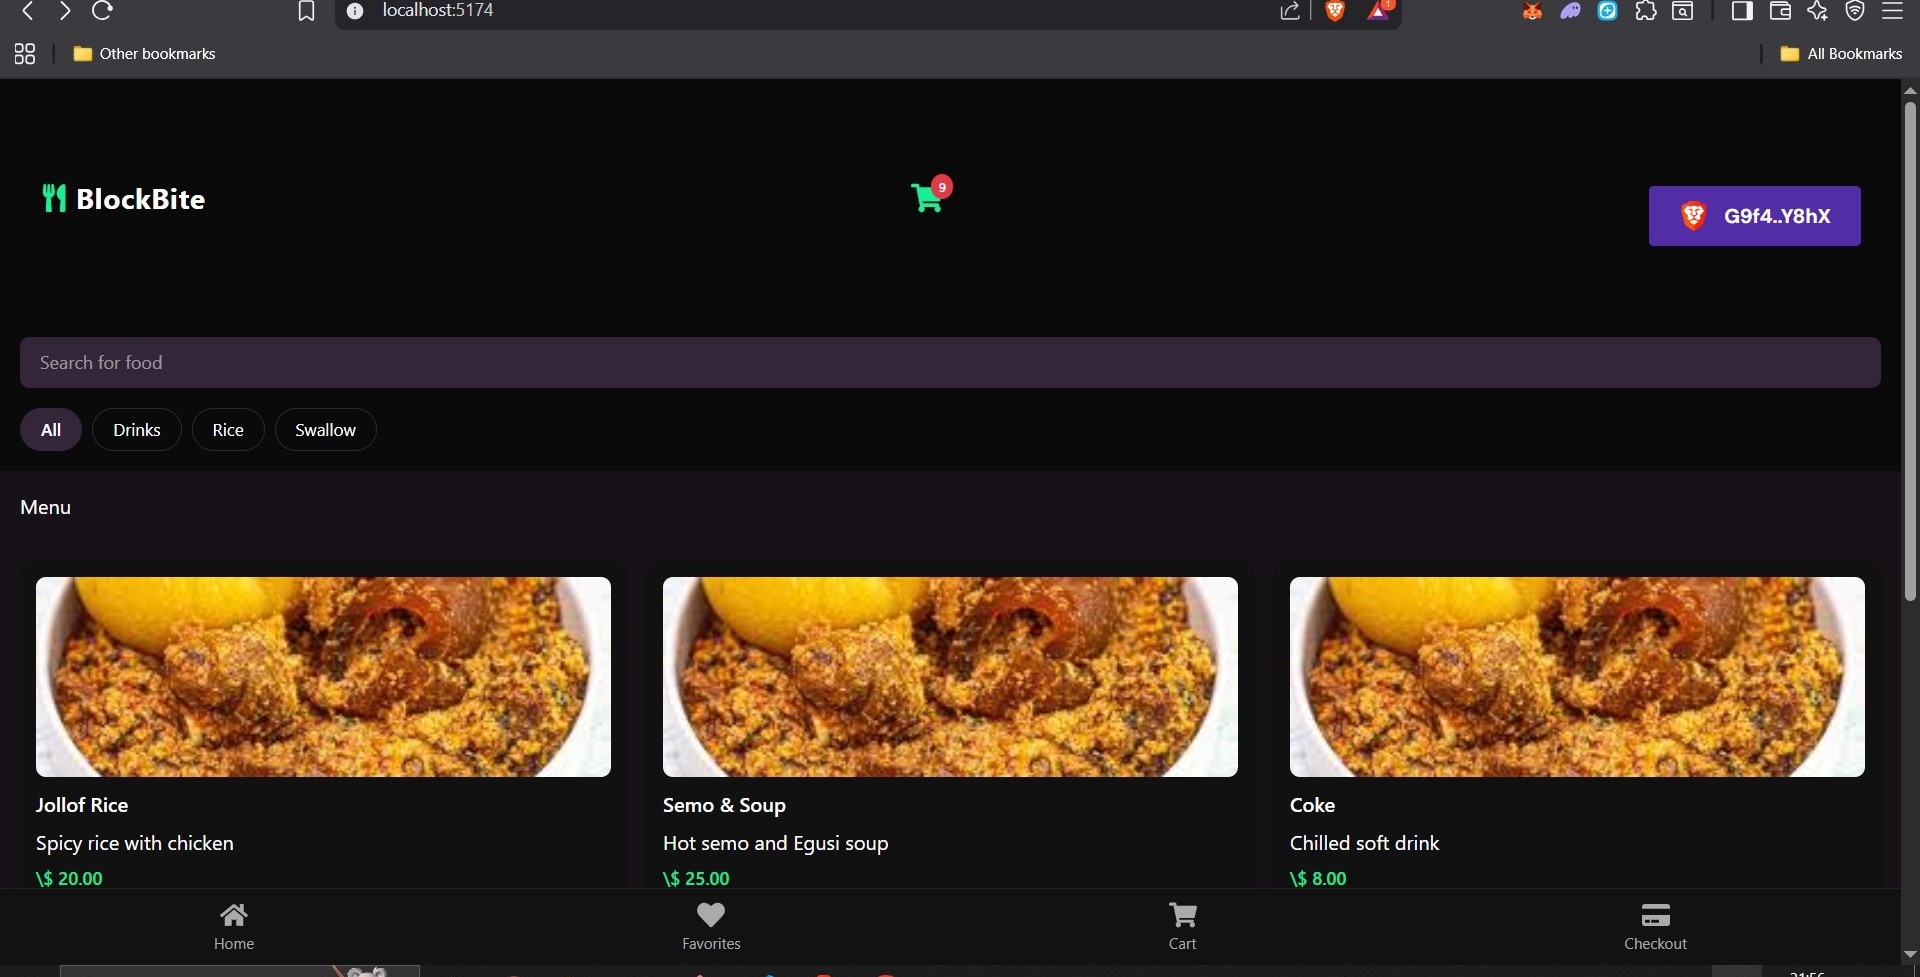 localhost:5174
1
Other bookmarks
All Bookmarks
BlockBite
9
G9f4..Y8hX
Search for food
All
Drinks
Rice
Swallow
Menu
Jollof Rice
Spicy rice with chicken
\$ 20.00
Semo & Soup
Hot semo and Egusi soup
\$ 25.00
Coke
Chilled soft drink
\$ 8.00
Home
Favorites
Cart
Checkout